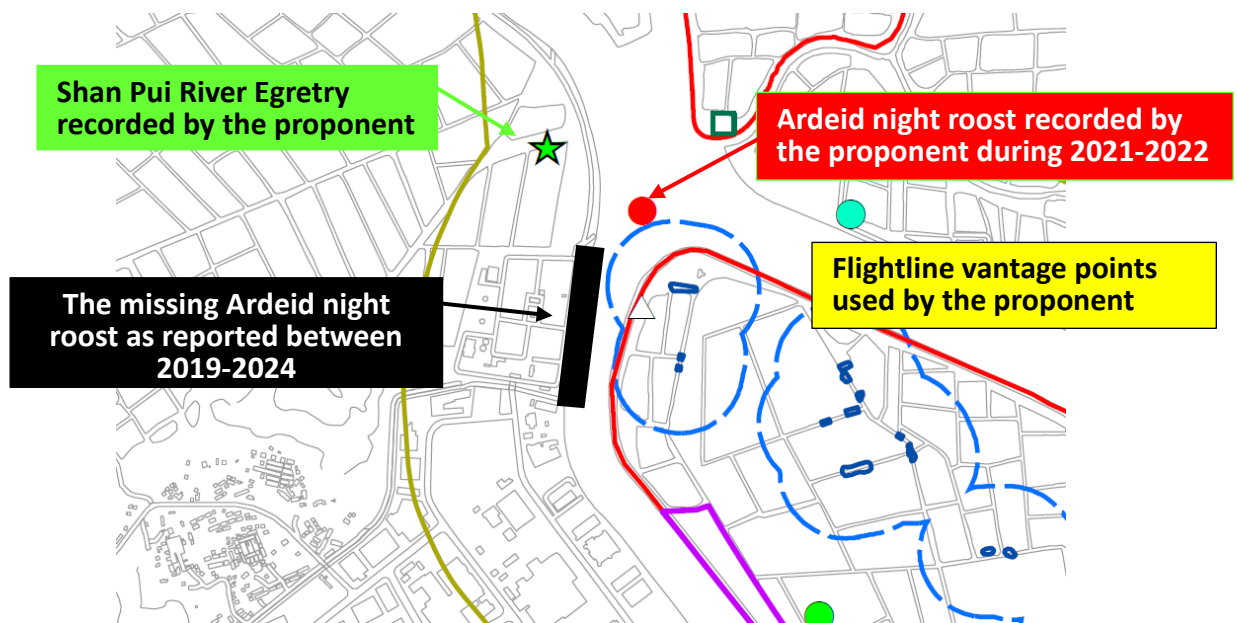 Shan Pui River Egretry
recorded by the proponent
Ardeid night roost recorded by
the proponent during 2021-2022
Flightline vantage points
used by the proponent
The missing Ardeid night
roost as reported between
2019-2024